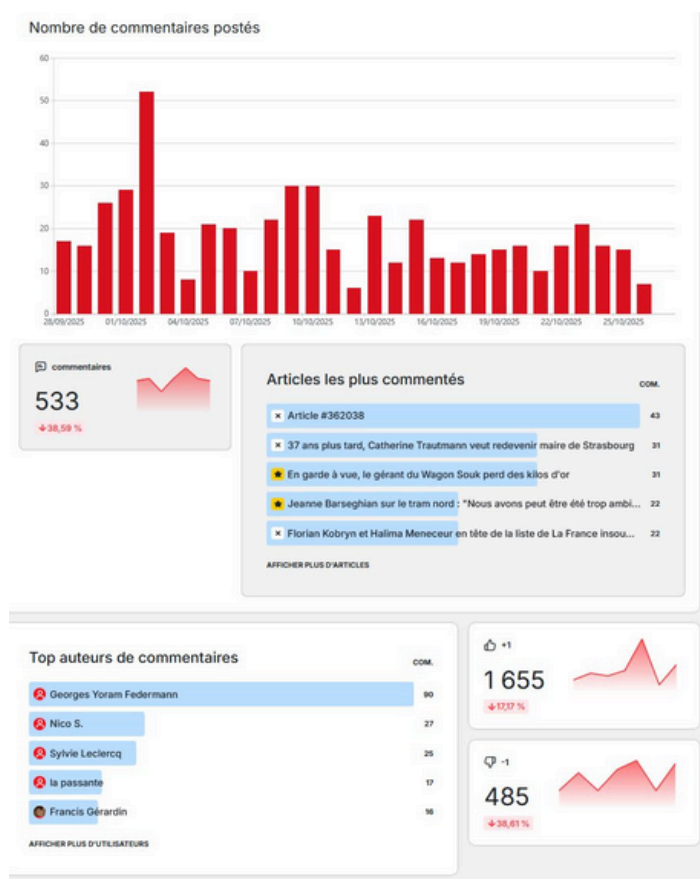 Nombre de commentaires postés
60
50
40
30
20
10
0
28/09/2025 01/10/2025 04/10/2025 07/10/2025 10/10/2025 13/10/2025 16/10/2025 19/10/2025 22/10/2025 25/10/2025
commentaires
533
↓38,59 %
Articles les plus commentés COM.
Article #362038 43
37 ans plus tard, Catherine Trautmann veut redevenir maire de Strasbourg 31
En garde à vue, le gérant du Wagon Souk perd des kilos d'or 31
Jeanne Barseghian sur le tram nord : "Nous avons peut être été trop ambi... 22
Florian Kobryn et Halima Meneceur en tête de la liste de La France insou... 22
AFFICHER PLUS D'ARTICLES
Top auteurs de commentaires COM.
Georges Yoram Federmann 90
Nico S. 27
Sylvie Leclercq 25
la passante 17
Francis Gérardin 16
AFFICHER PLUS D'UTILISATEURS
+1
1 655
↓17,17 %
-1
485
↓38,61 %